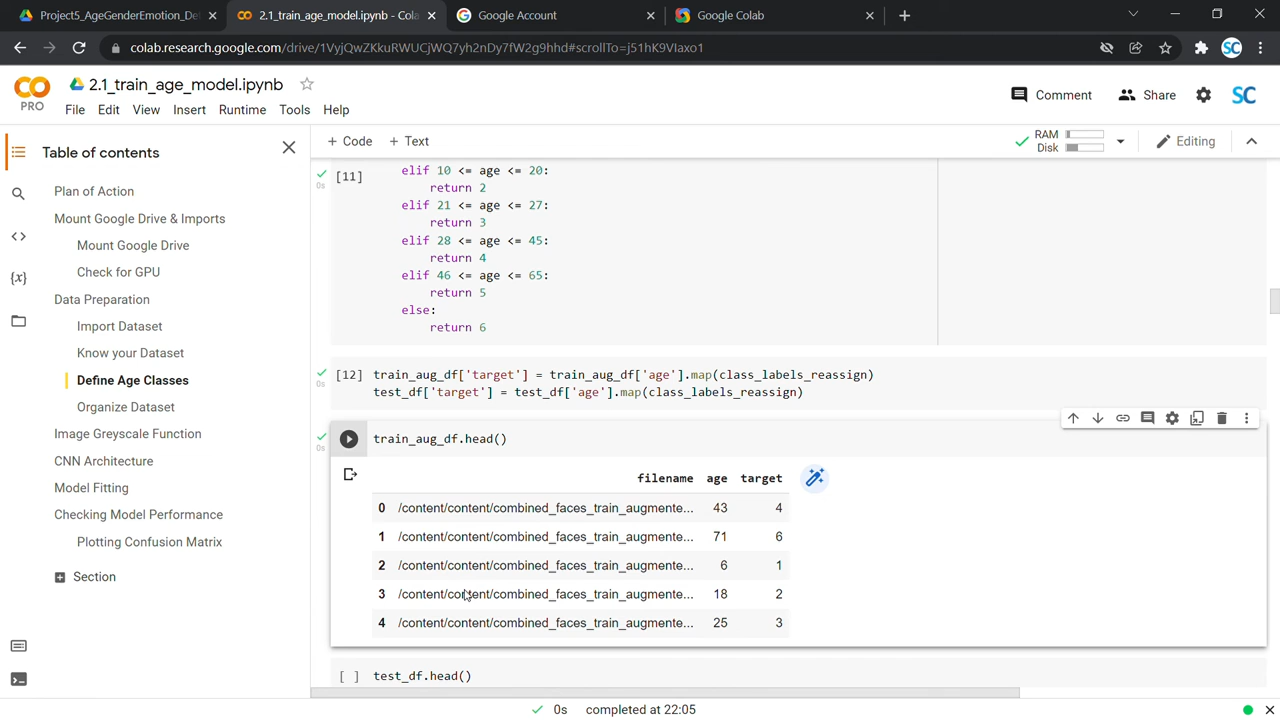 Project5_AgeGenderEmotion_De
2.1_train_age_model.ipynb - Cola
Google Account
Google Colab
colab.research.google.com/drive/1VyjQwZKkuRWUCjWQ7yh2nDy7fW2g9hhd#scrollTo=j51hK9VIaxo1
SC
PRO
2.1_train_age_model.ipynb
File Edit View Insert Runtime Tools Help
Comment
Share
SC
Table of contents
+ Code + Text
RAM
Disk
Editing
Plan of Action
Mount Google Drive & Imports
Mount Google Drive
Check for GPU
Data Preparation
Import Dataset
Know your Dataset
Define Age Classes
Organize Dataset
Image Greyscale Function
CNN Architecture
Model Fitting
Checking Model Performance
Plotting Confusion Matrix
Section
0s
[11]
elif 10 <= age <= 20:
return 2
elif 21 <= age <= 27:
return 3
elif 28 <= age <= 45:
return 4
elif 46 <= age <= 65:
return 5
else:
return 6
0s
[12]
train_aug_df['target'] = train_aug_df['age'].map(class_labels_reassign)
test_df['target'] = test_df['age'].map(class_labels_reassign)
0s
train_aug_df.head()
filename age target
0 /content/content/combined_faces_train_augmente... 43 4
1 /content/content/combined_faces_train_augmente... 71 6
2 /content/content/combined_faces_train_augmente... 6 1
3 /content/content/combined_faces_train_augmente... 18 2
4 /content/content/combined_faces_train_augmente... 25 3
[ ] test_df.head()
0s completed at 22:05